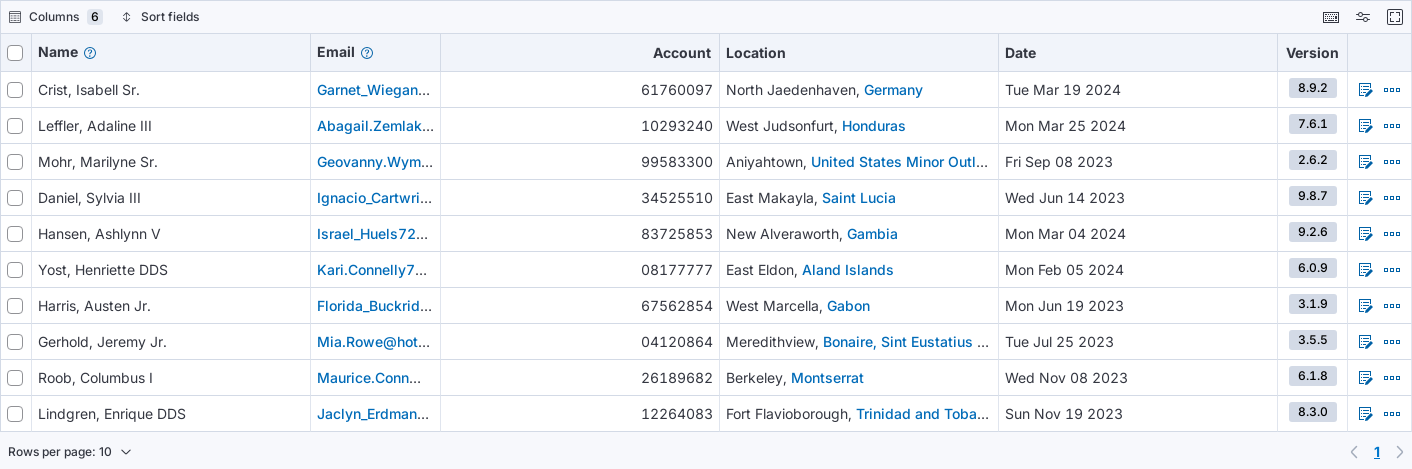 Columns 6 Sort fields
Name Email Account Location Date Version
Crist, Isabell Sr. Garnet_Wiegan... 61760097 North Jaedenhaven, Germany Tue Mar 19 2024 8.9.2
Leffler, Adaline III Abagail.Zemlak... 10293240 West Judsonfurt, Honduras Mon Mar 25 2024 7.6.1
Mohr, Marilyne Sr. Geovanny.Wym... 99583300 Aniyahtown, United States Minor Outl... Fri Sep 08 2023 2.6.2
Daniel, Sylvia III Ignacio_Cartwri... 34525510 East Makayla, Saint Lucia Wed Jun 14 2023 9.8.7
Hansen, Ashlynn V Israel_Huels72... 83725853 New Alveraworth, Gambia Mon Mar 04 2024 9.2.6
Yost, Henriette DDS Kari.Connelly7... 08177777 East Eldon, Aland Islands Mon Feb 05 2024 6.0.9
Harris, Austen Jr. Florida_Buckrid... 67562854 West Marcella, Gabon Mon Jun 19 2023 3.1.9
Gerhold, Jeremy Jr. Mia.Rowe@hot... 04120864 Meredithview, Bonaire, Sint Eustatius ... Tue Jul 25 2023 3.5.5
Roob, Columbus I Maurice.Conn... 26189682 Berkeley, Montserrat Wed Nov 08 2023 6.1.8
Lindgren, Enrique DDS Jaclyn_Erdman... 12264083 Fort Flavioborough, Trinidad and Toba... Sun Nov 19 2023 8.3.0
Rows per page: 10 1